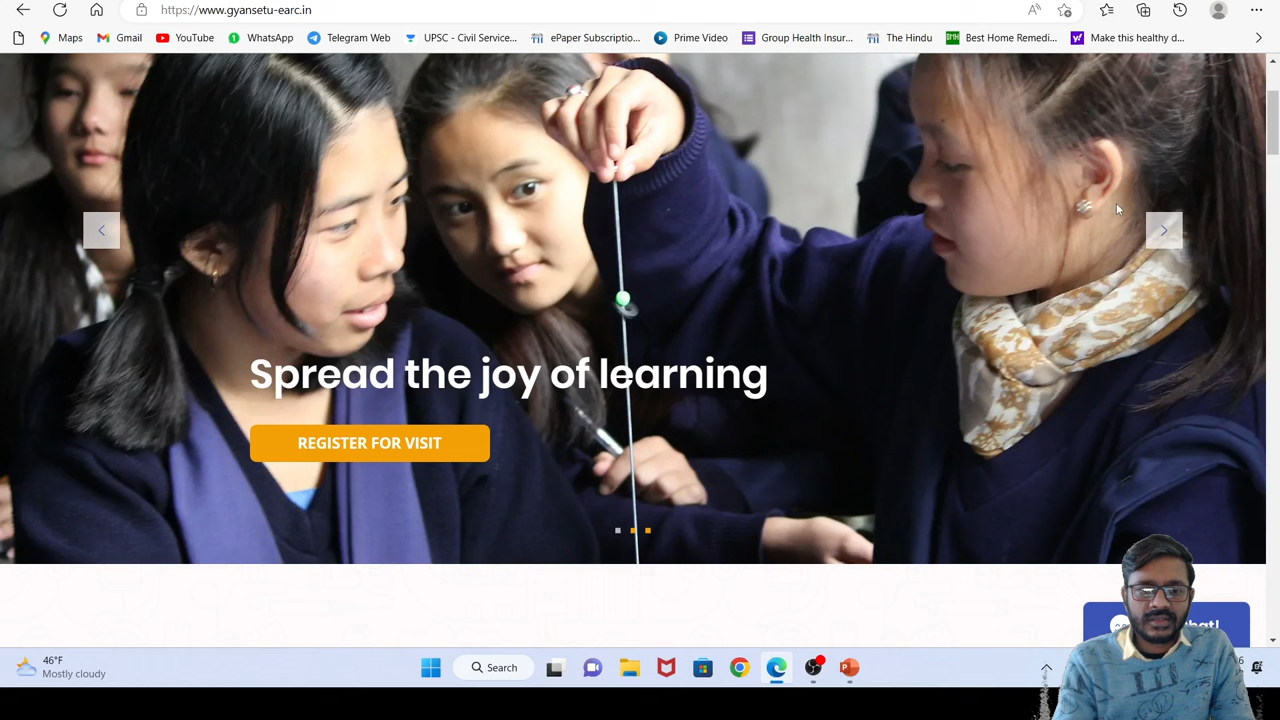 https://www.gyansetu-earc.in
Maps
Gmail
YouTube
WhatsApp
Telegram Web
UPSC - Civil Service...
ePaper Subscriptio...
Prime Video
Group Health Insur...
The Hindu
Best Home Remedi...
Make this healthy d...
Spread the joy of learning
REGISTER FOR VISIT
46°F
Mostly cloudy
Search